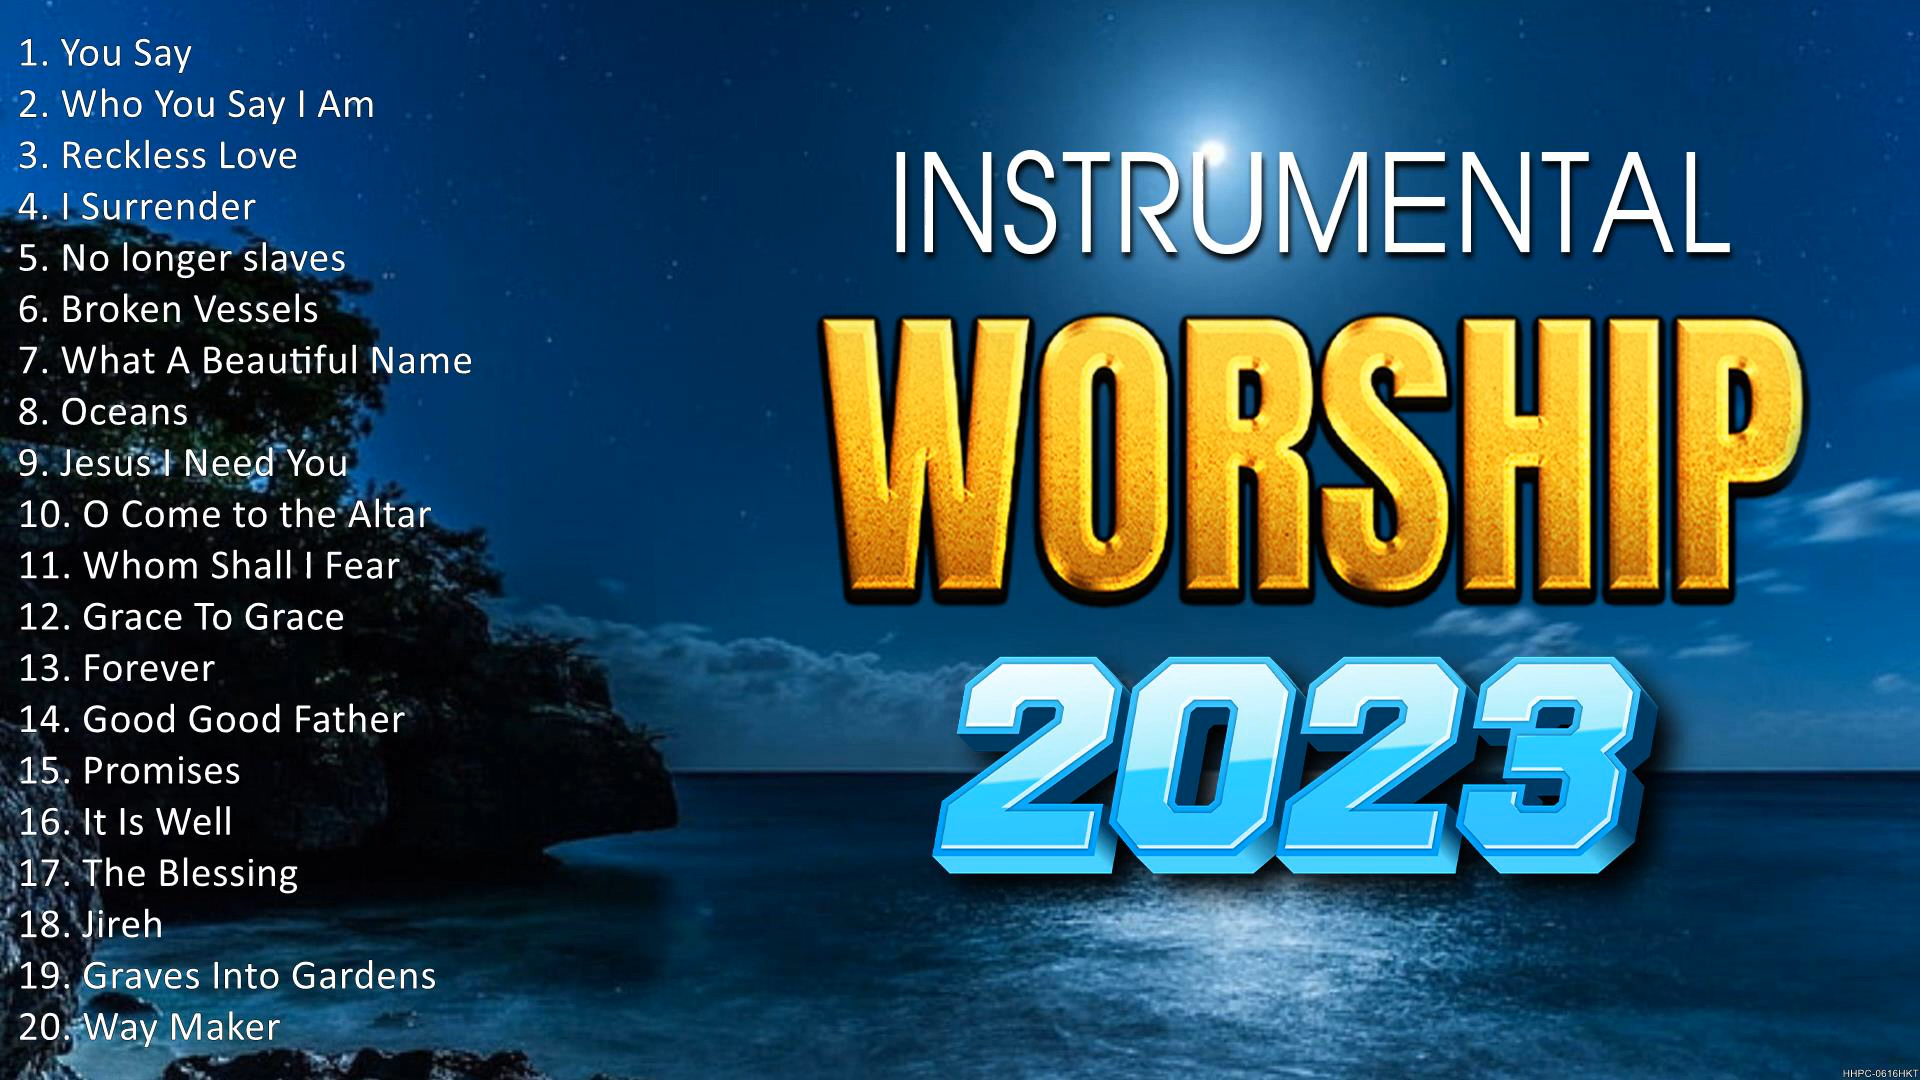 1. You Say
2. Who You Say I Am
3. Reckless Love
4. I Surrender
5. No longer slaves
6. Broken Vessels
7. What A Beautiful Name
8. Oceans
9. Jesus I Need You
10. O Come to the Altar
11. Whom Shall I Fear
12. Grace To Grace
13. Forever
14. Good Good Father
15. Promises
16. It Is Well
17. The Blessing
18. Jireh
19. Graves Into Gardens
20. Way Maker
INSTRUMENTAL
WORSHIP
2023
HHPC-0616HKT